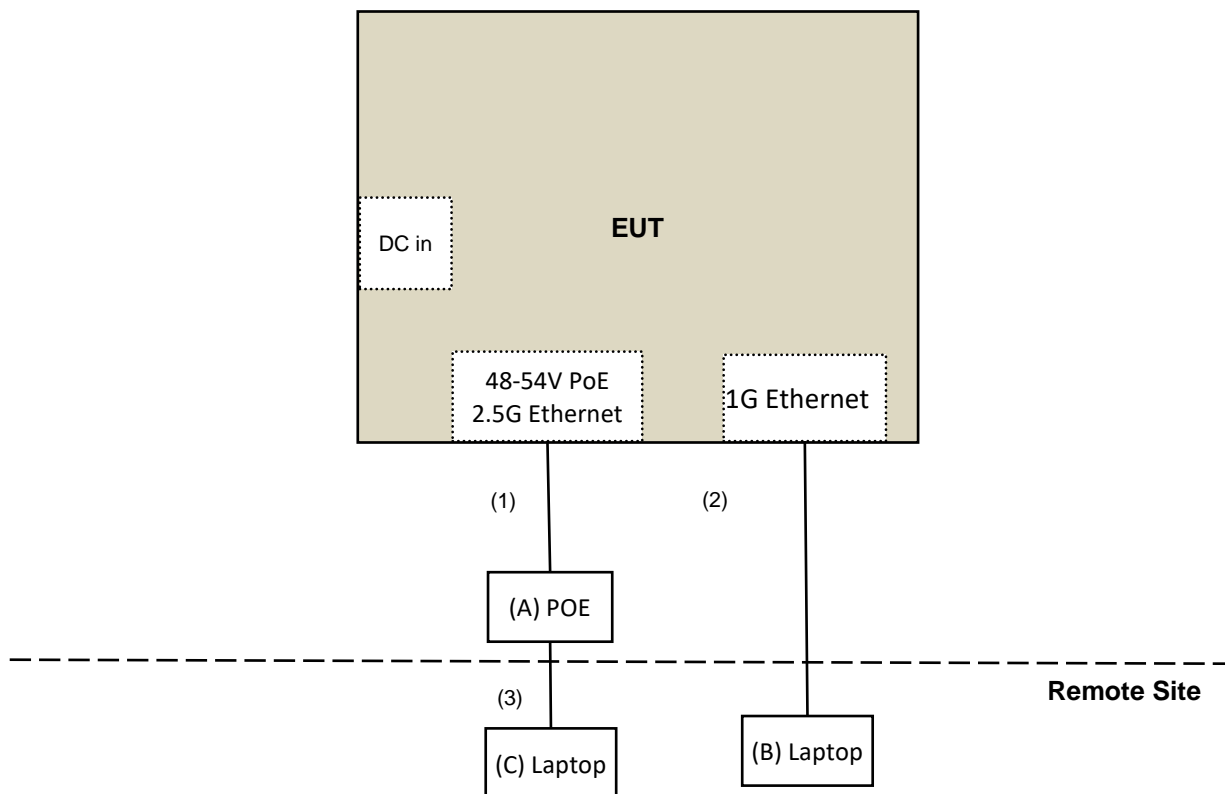 EUT
DC in
48-54V PoE
2.5G Ethernet
1G Ethernet
(1)
(2)
(A) POE
(3)
Remote Site
(C) Laptop
(B) Laptop